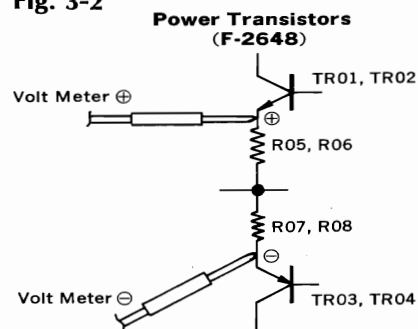 Fig. 3-2
Power Transistors
(F-2648)
TR01, TR02
Volt Meter ⊕
⊕
R05, R06
R07, R08
⊖
Volt Meter ⊖
TR03, TR04